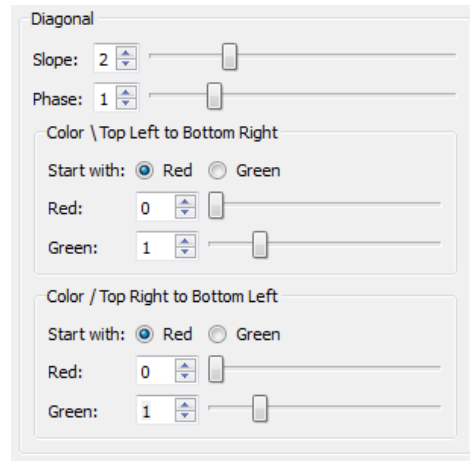 Diagonal
Slope: 2
Phase: 1
Color \ Top Left to Bottom Right
Start with: Red Green
Red: 0
Green: 1
Color / Top Right to Bottom Left
Start with: Red Green
Red: 0
Green: 1